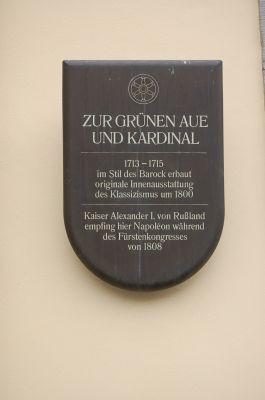 ZUR GRÜNEN AUE
UND KARDINAL
1713 – 1715
im Stil des Barock erbaut
originale Innenausstattung
des Klassizismus um 1800
Kaiser Alexander I. von Rußland
empfing hier Napoléon während
des Fürstenkongresses
von 1808